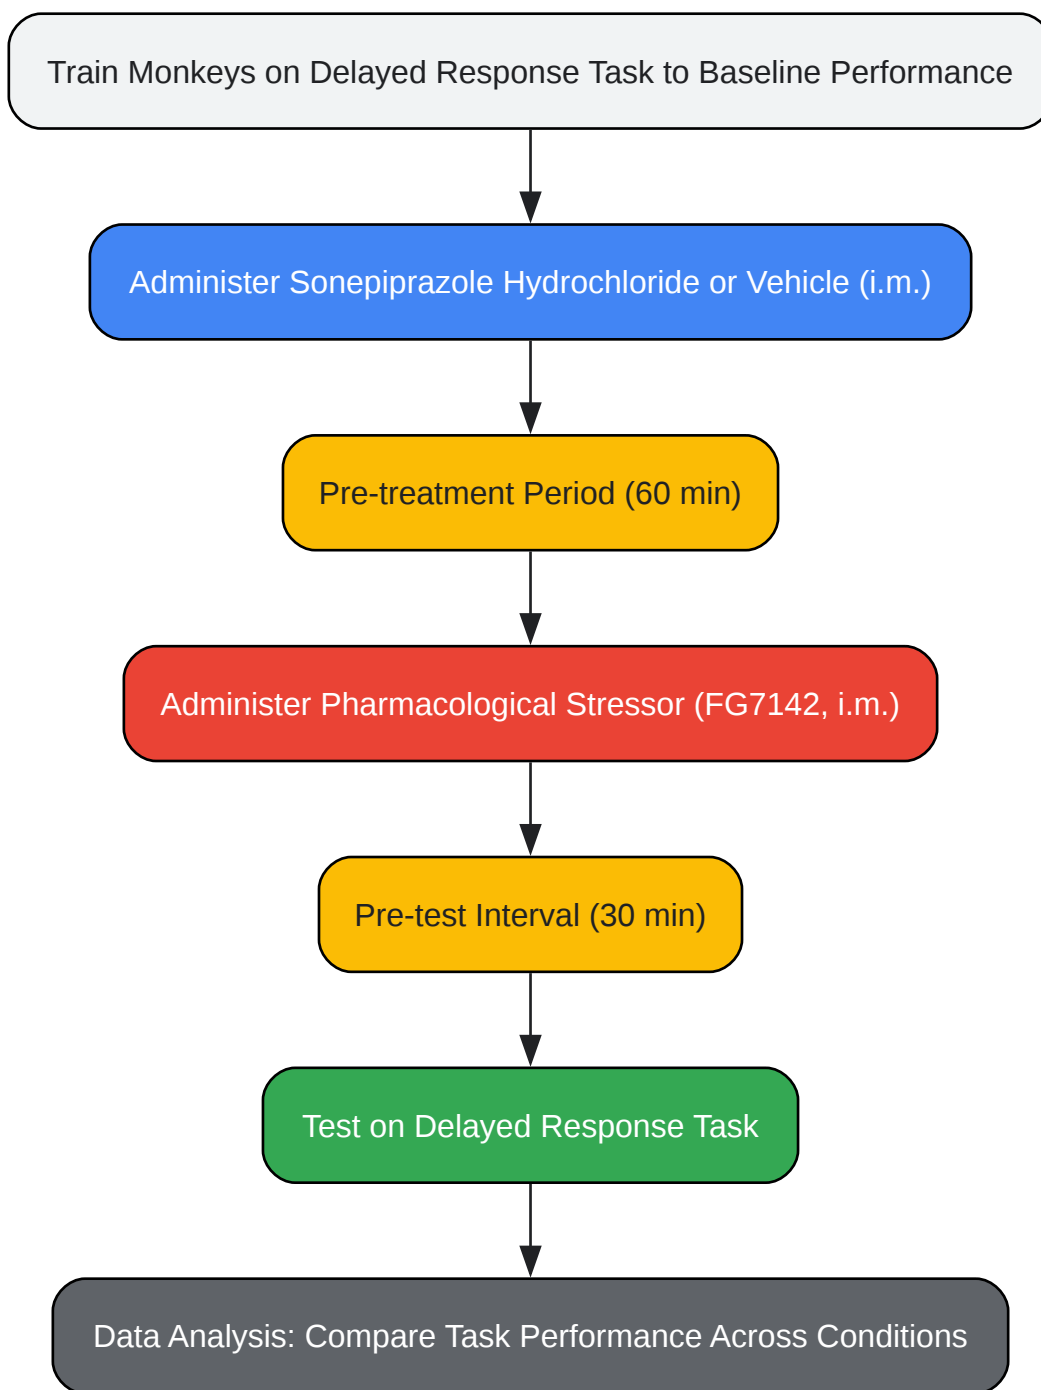 Train Monkeys on Delayed Response Task to Baseline Performance
Administer Sonepiprazole Hydrochloride or Vehicle (i.m.)
Pre-treatment Period (60 min)
Administer Pharmacological Stressor (FG7142, i.m.)
Pre-test Interval (30 min)
Test on Delayed Response Task
Data Analysis: Compare Task Performance Across Conditions